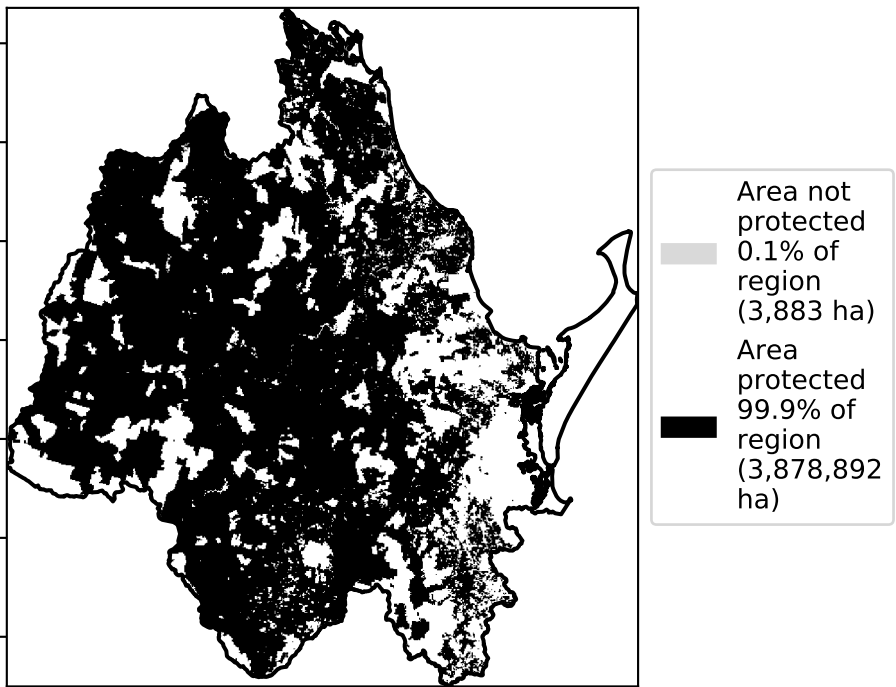 Area not
protected
0.1% of
region
(3,883 ha)
Area
protected
99.9% of
region
(3,878,892
ha)